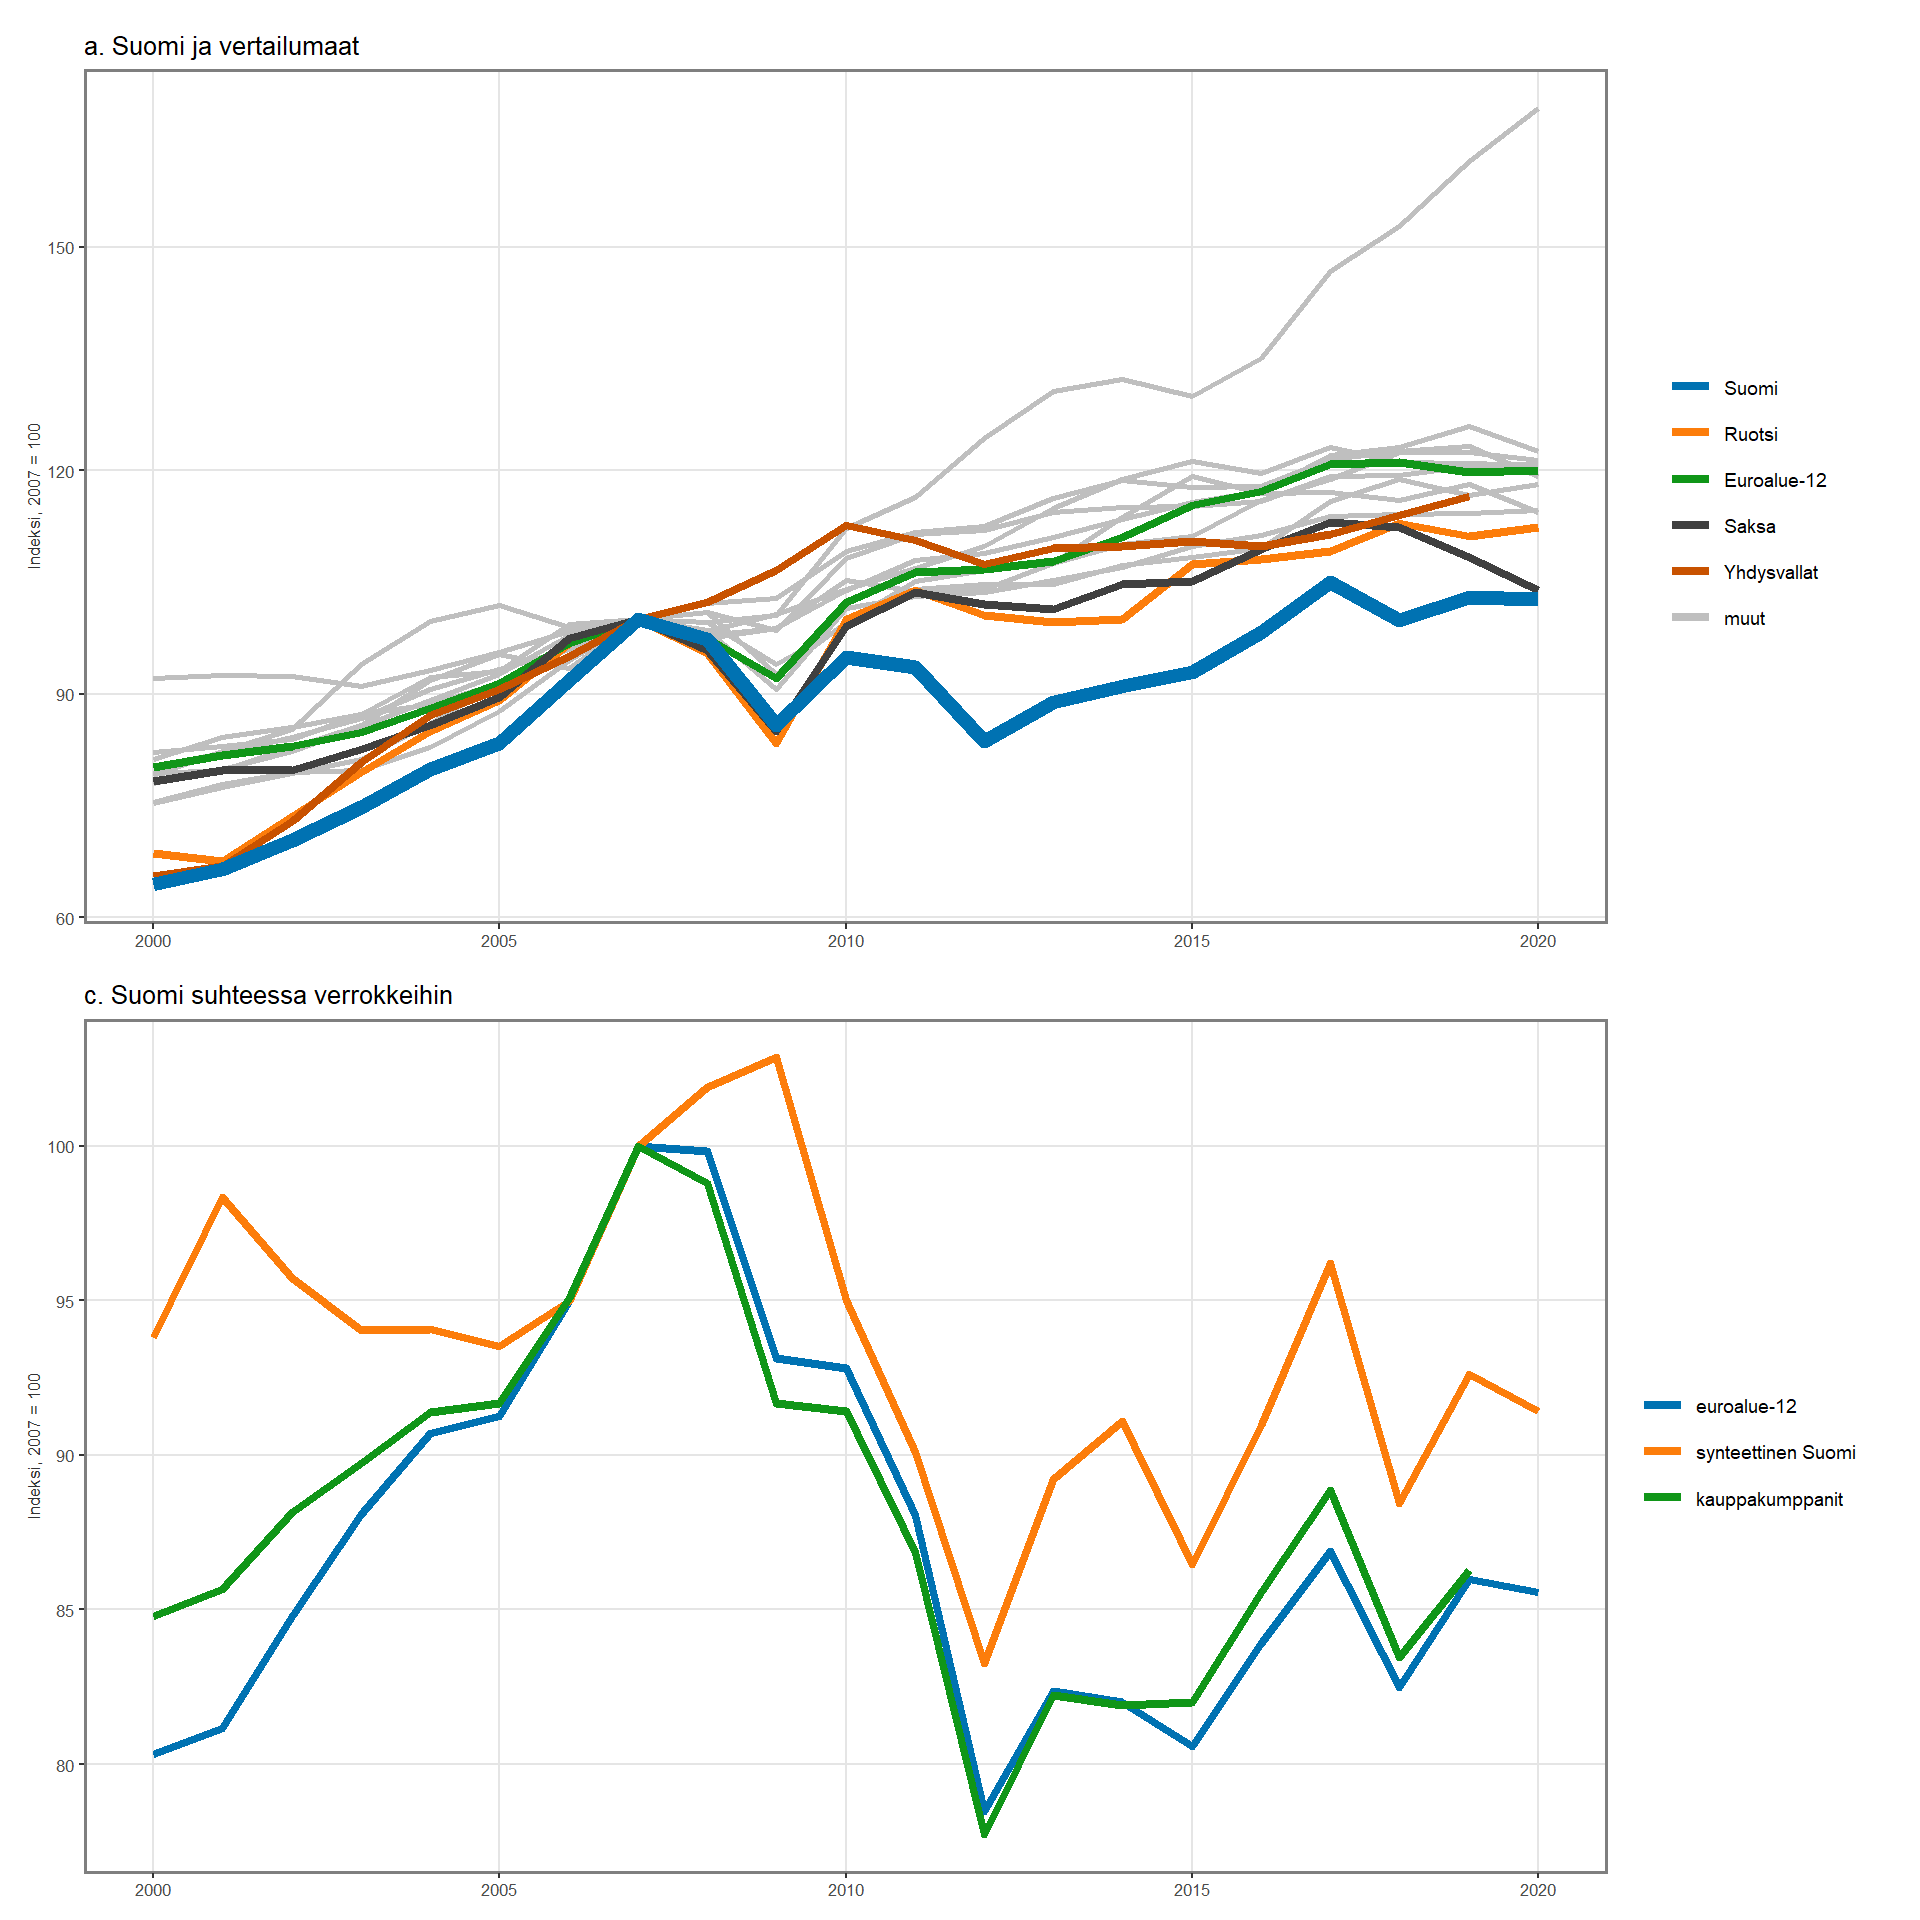 a. Suomi ja vertailumaat
Indeksi, 2007 = 100
150
120
90
60
2000 2005 2010 2015 2020
Suomi
Ruotsi
Euroalue-12
Saksa
Yhdysvallat
muut
c. Suomi suhteessa verrokkeihin
Indeksi, 2007 = 100
100
95
90
85
80
2000 2005 2010 2015 2020
euroalue-12
synteettinen Suomi
kauppakumppanit